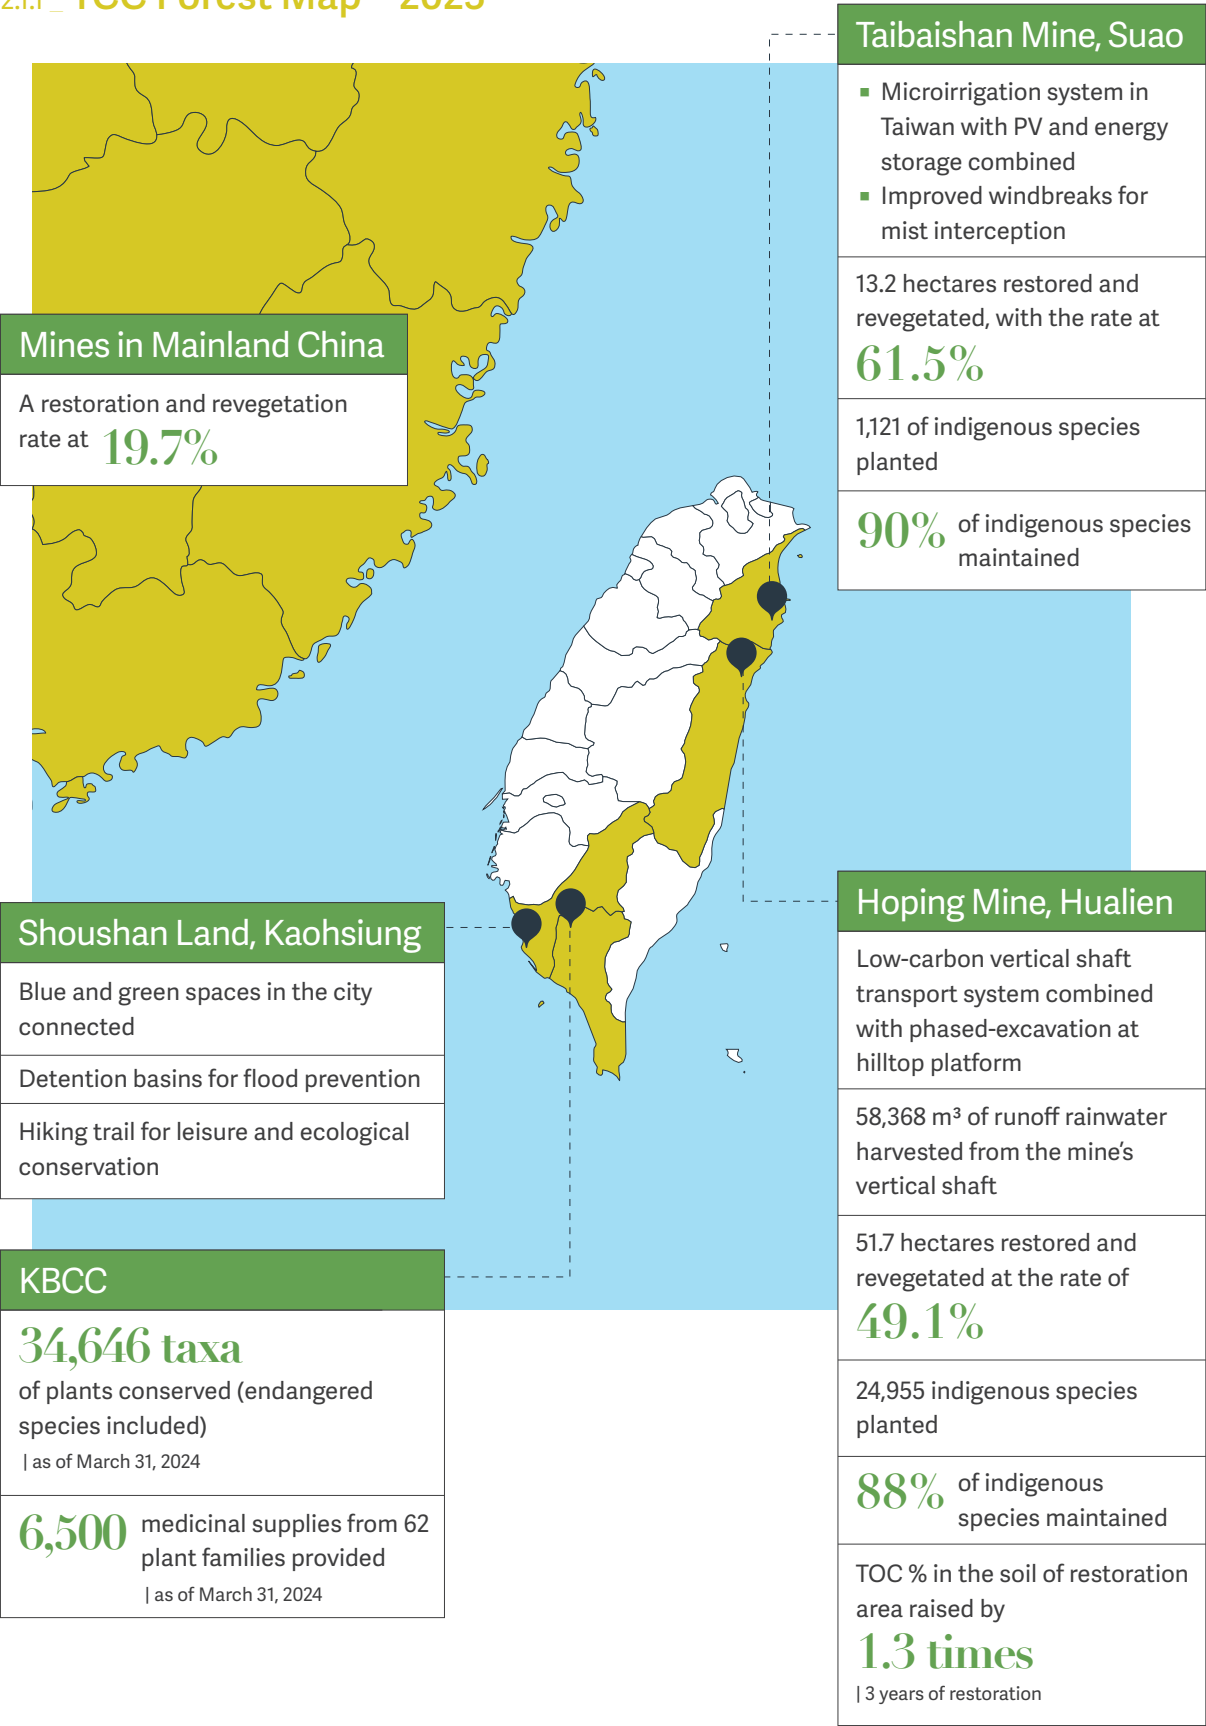 TCC Forest Map
Taibaishan Mine, Suao
▪ Microirrigation system in
Taiwan with PV and energy
storage combined
▪ Improved windbreaks for
mist interception
13.2 hectares restored and
revegetated, with the rate at
61.5%
1,121 of indigenous species
planted
90% of indigenous species
maintained
Mines in Mainland China
A restoration and revegetation
rate at 19.7%
Shoushan Land, Kaohsiung
Blue and green spaces in the city
connected
Detention basins for flood prevention
Hiking trail for leisure and ecological
conservation
KBCC
34,646 taxa
of plants conserved (endangered
species included)
| as of March 31, 2024
6,500 medicinal supplies from 62
plant families provided
| as of March 31, 2024
Hoping Mine, Hualien
Low-carbon vertical shaft
transport system combined
with phased-excavation at
hilltop platform
58,368 m³ of runoff rainwater
harvested from the mine's
vertical shaft
51.7 hectares restored and
revegetated at the rate of
49.1%
24,955 indigenous species
planted
88% of indigenous
species maintained
TOC % in the soil of restoration
area raised by
1.3 times
| 3 years of restoration